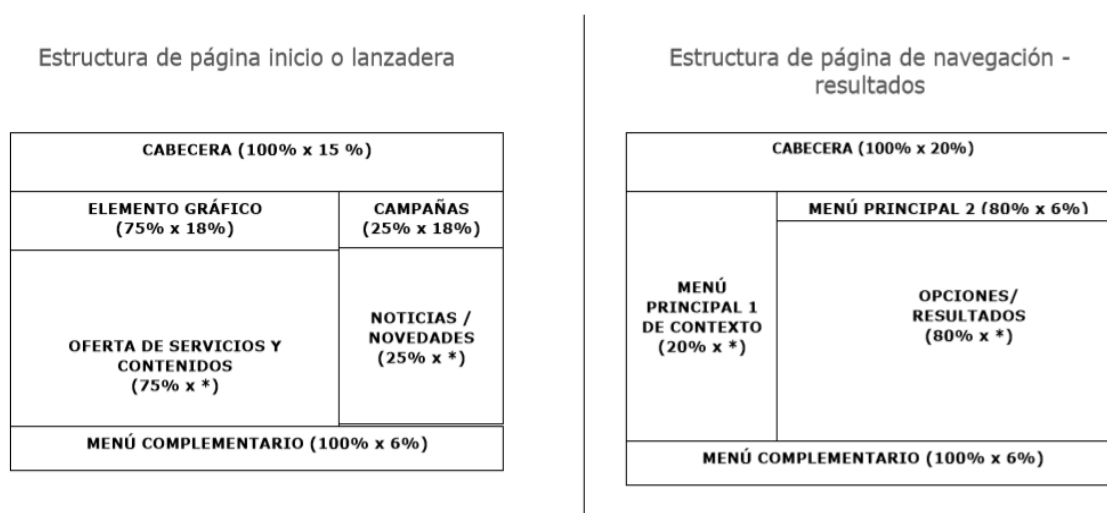 Estructura de página inicio o lanzadera
CABECERA (100% x 15 %)
ELEMENTO GRÁFICO
(75% x 18%)
CAMPAÑAS
(25% x 18%)
OFERTA DE SERVICIOS Y
CONTENIDOS
(75% x *)
NOTICIAS /
NOVEDADES
(25% x *)
MENÚ COMPLEMENTARIO (100% x 6%)
Estructura de página de navegación -
resultados
CABECERA (100% x 20%)
MENÚ
PRINCIPAL 1
DE CONTEXTO
(20% x *)
MENÚ PRINCIPAL 2 (80% x 6%)
OPCIONES/
RESULTADOS
(80% x *)
MENÚ COMPLEMENTARIO (100% x 6%)